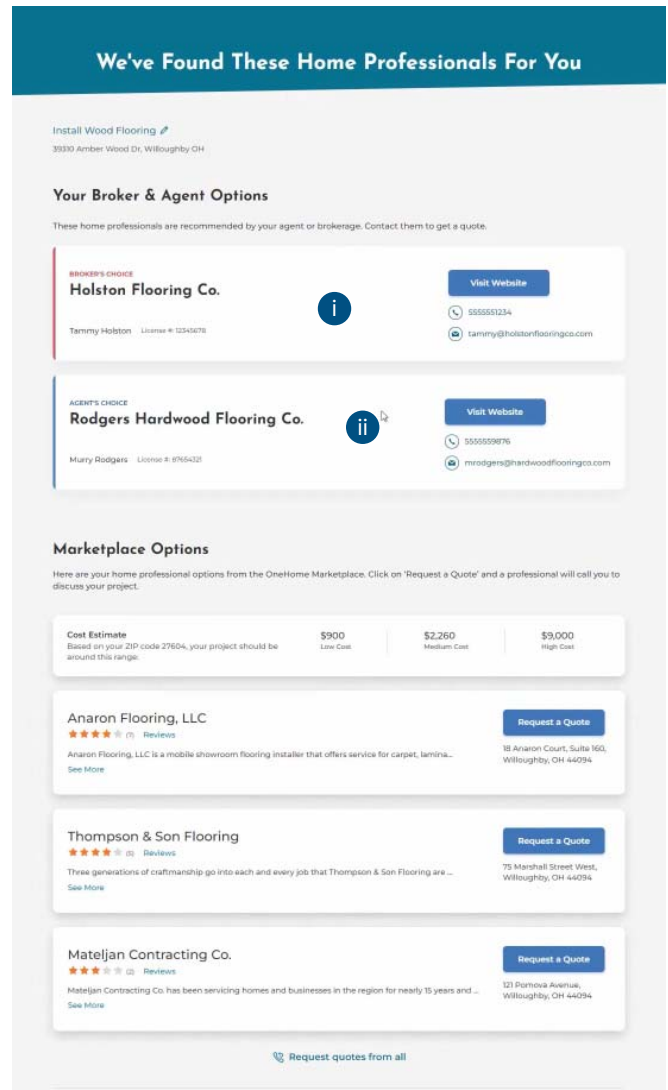 We've Found These Home Professionals For You
Install Wood Flooring
39310 Amber Wood Dr, Willoughby OH
Your Broker & Agent Options
These home professionals are recommended by your agent or brokerage. Contact them to get a quote.
BROKER'S CHOICE
Holston Flooring Co.
Tammy Holston License #: 12345678
i
Visit Website
5555551234
tammy@holstonflooringco.com
AGENT'S CHOICE
Rodgers Hardwood Flooring Co.
Murry Rodgers License #: 87654321
ii
Visit Website
5555559876
mrodgers@hardwoodflooringco.com
Marketplace Options
Here are your home professional options from the OneHome Marketplace. Click on 'Request a Quote' and a professional will call you to
discuss your project.
Cost Estimate
Based on your ZIP code 27604, your project should be
around this range:
$900
Low Cost
$2,260
Medium Cost
$9,000
High Cost
Anaron Flooring, LLC
(7) Reviews
Anaron Flooring, LLC is a mobile showroom flooring installer that offers service for carpet, lamina...
See More
Request a Quote
18 Anaron Court, Suite 160,
Willoughby, OH 44094
Thompson & Son Flooring
(5) Reviews
Three generations of craftmanship go into each and every job that Thompson & Son Flooring are ...
See More
Request a Quote
75 Marshall Street West,
Willoughby, OH 44094
Mateljan Contracting Co.
(2) Reviews
Mateljan Contracting Co. has been servicing homes and businesses in the region for nearly 15 years and ...
See More
Request a Quote
121 Pomova Avenue,
Willoughby, OH 44094
Request quotes from all